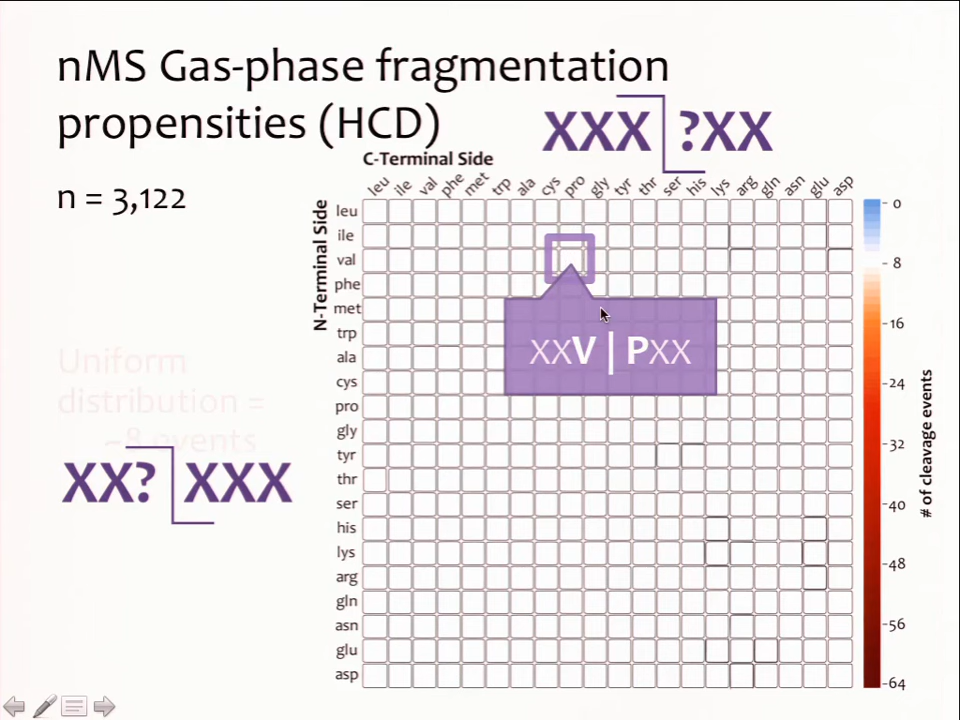 nMS Gas-phase fragmentation
propensities (HCD)
XXX ?XX
n = 3,122
C-Terminal Side
leu ile val phe met trp ala cys pro gly tyr thr ser his lys arg gln asn glu asp
N-Terminal Side
leu
ile
val
phe
met
trp
ala
cys
pro
gly
tyr
thr
ser
his
lys
arg
gln
asn
glu
asp
XXV | PXX
Uniform
distribution =
~8 events
XX? XXX
0
8
16
24
32
40
48
56
64
# of cleavage events